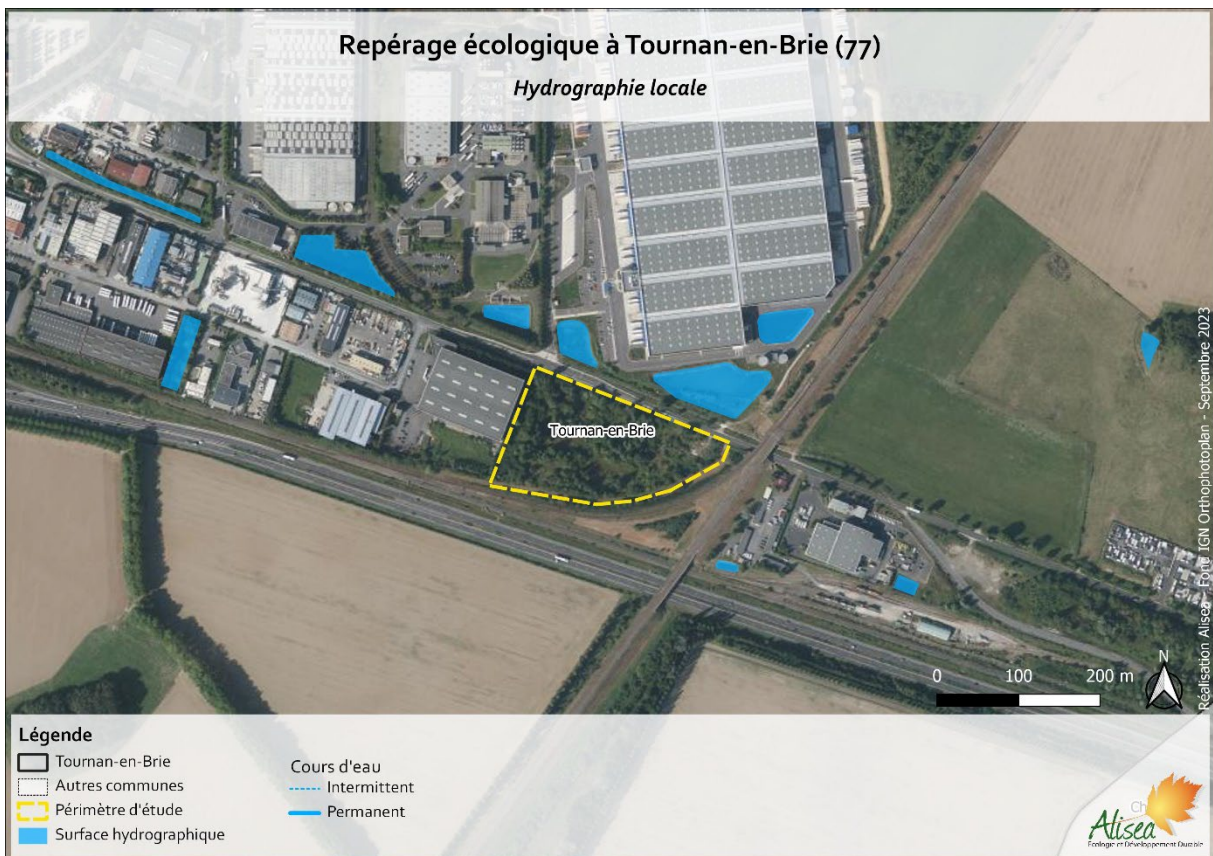 Repérage écologique à Tournan-en-Brie (77)
Hydrographie locale
Tournan-en-Brie
Réalisation Alisea - Fond IGN Orthophotoplan - Septembre 2023
0 100 200 m
N
Légende
Tournan-en-Brie
Autres communes
Périmètre d'étude
Surface hydrographique
Cours d'eau
Intermittent
Permanent
Ch
Alisea
Ecologie et Développement Durable